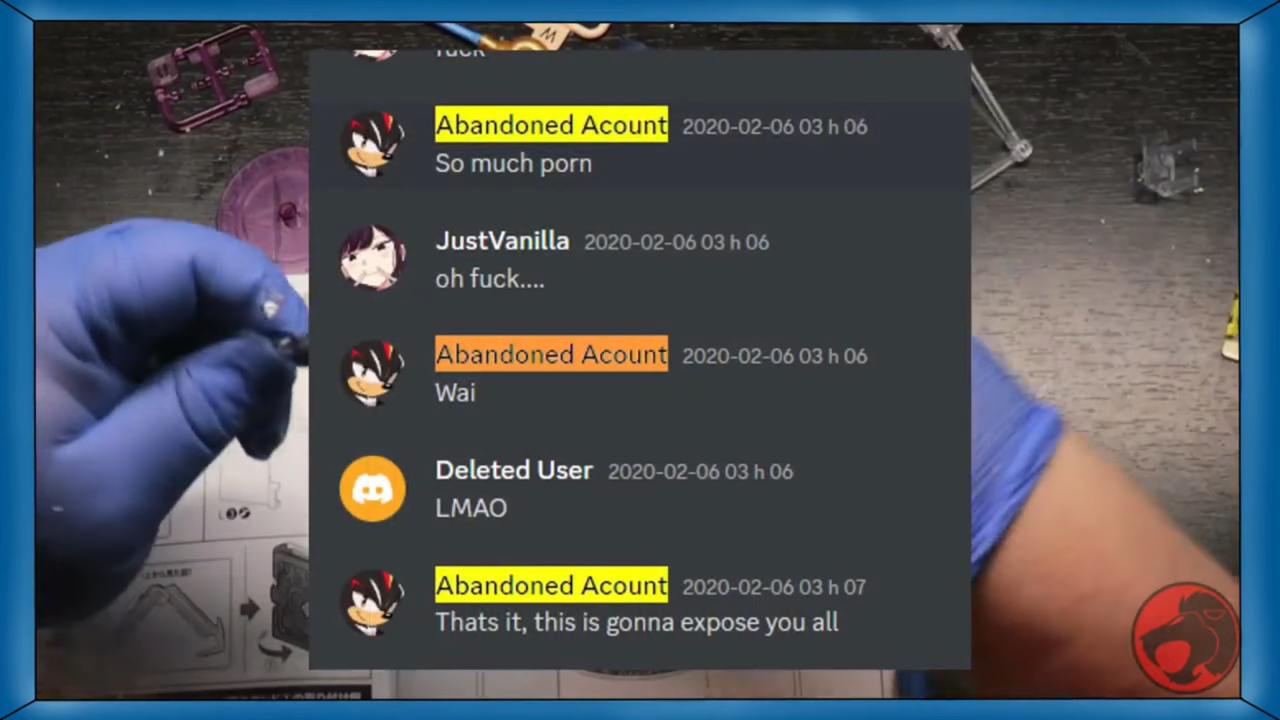 fuck
Abandoned Acount 2020-02-06 03 h 06
So much porn
JustVanilla 2020-02-06 03 h 06
oh fuck....
Abandoned Acount 2020-02-06 03 h 06
Wai
Deleted User 2020-02-06 03 h 06
LMAO
Abandoned Acount 2020-02-06 03 h 07
Thats it, this is gonna expose you all